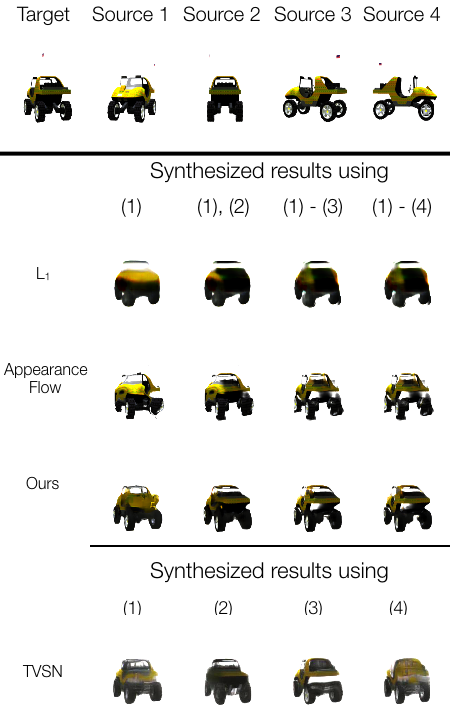 Target Source 1 Source 2 Source 3 Source 4
Synthesized results using
(1) (1), (2) (1) - (3) (1) - (4)
L₁
Appearance
Flow
Ours
Synthesized results using
(1) (2) (3) (4)
TVSN